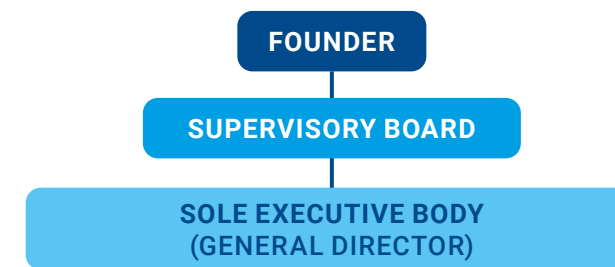 FOUNDER
SUPERVISORY BOARD
SOLE EXECUTIVE BODY
(GENERAL DIRECTOR)